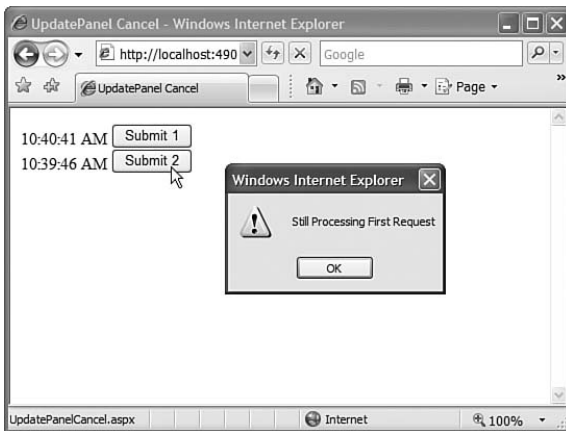 UpdatePanel Cancel - Windows Internet Explorer
http://localhost:490
Google
UpdatePanel Cancel
Page
10:40:41 AM Submit 1
10:39:46 AM Submit 2
Windows Internet Explorer
Still Processing First Request
OK
UpdatePanelCancel.aspx Internet 100%